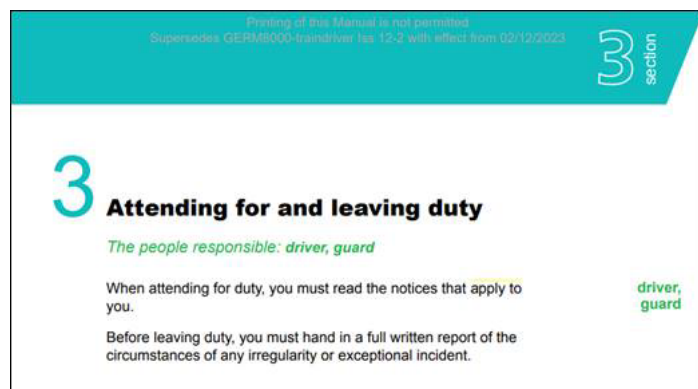 Printing of this Manual is not permitted
Supersedes GERM8000-traindriver Iss 12-2 with effect from 02/12/2023
3
section
3
Attending for and leaving duty
The people responsible: driver, guard
When attending for duty, you must read the notices that apply to
you.
driver,
guard
Before leaving duty, you must hand in a full written report of the
circumstances of any irregularity or exceptional incident.